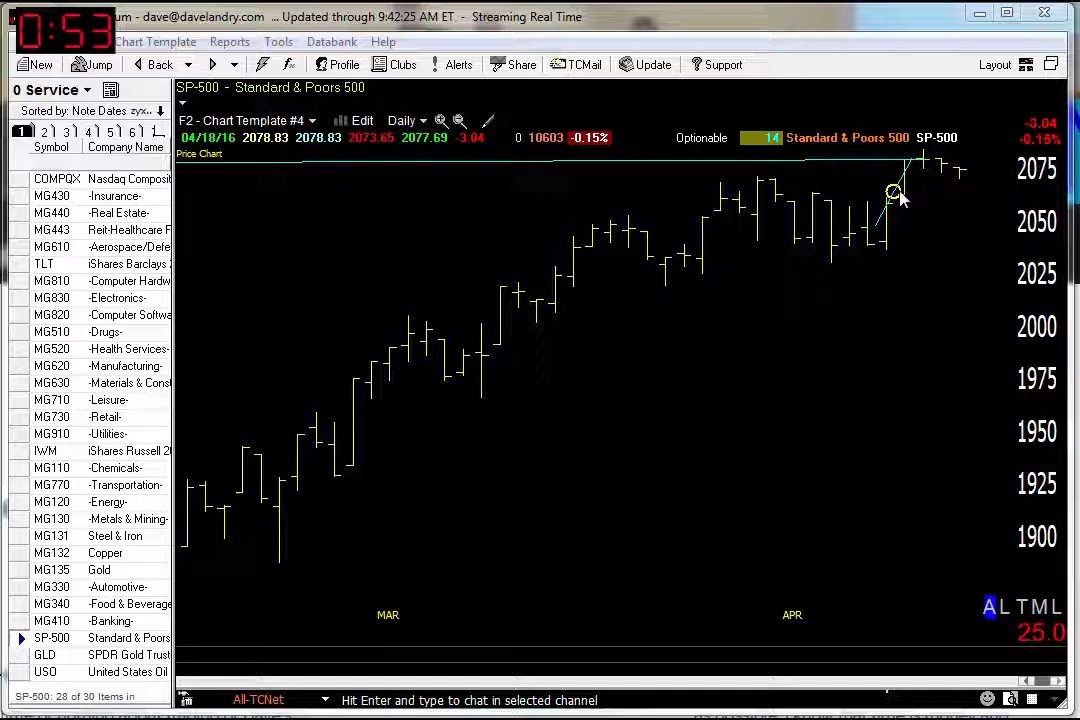 0:53
um - dave@davelandry.com ... Updated through 9:42:25 AM ET - Streaming Real Time
Chart Template Reports Tools Databank Help
New Jump Back Profile Clubs Alerts Share TCMail Update Support Layout
0 Service
SP-500 - Standard & Poors 500
Sorted by: Note Dates zyx..
F2 - Chart Template #4 Edit Daily
1 2 3 4 5 6
04/18/16 2078.83 2078.83 2073.65 2077.69 -3.04 0 10603 -0.15% Optionable 14 Standard & Poors 500 SP-500
-3.04
-0.15%
Symbol Company Name
Price Chart
COMPQX Nasdaq Composit
MG430 -Insurance-
MG440 -Real Estate-
MG443 Reit-Healthcare F
MG610 -Aerospace/Defe
TLT iShares Barclays 2
MG810 -Computer Hardw
MG830 -Electronics-
MG820 -Computer Softwa
MG510 -Drugs-
MG520 -Health Services-
MG620 -Manufacturing-
MG630 -Materials & Const
MG710 -Leisure-
MG730 -Retail-
MG910 -Utilities-
IWM iShares Russell 20
MG110 -Chemicals-
MG770 -Transportation-
MG120 -Energy-
MG130 -Metals & Mining-
MG131 Steel & Iron
MG132 Copper
MG135 Gold
MG330 -Automotive-
MG340 -Food & Beverage
MG410 -Banking-
SP-500 Standard & Poors
GLD SPDR Gold Trust
USO United States Oil
2075
2050
2025
2000
1975
1950
1925
1900
MAR APR
A L T M L
25.0
SP-500: 28 of 30 Items in
All-TCNet Hit Enter and type to chat in selected channel